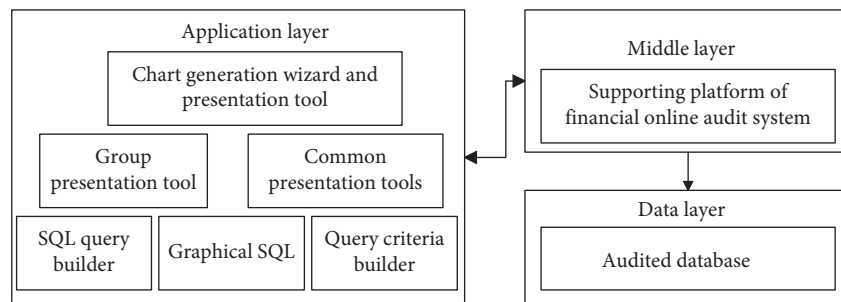 Application layer
Chart generation wizard and
presentation tool
Group
presentation tool
Common
presentation tools
SQL query
builder
Graphical SQL
Query criteria
builder
Middle layer
Supporting platform of
financial online audit system
Data layer
Audited database